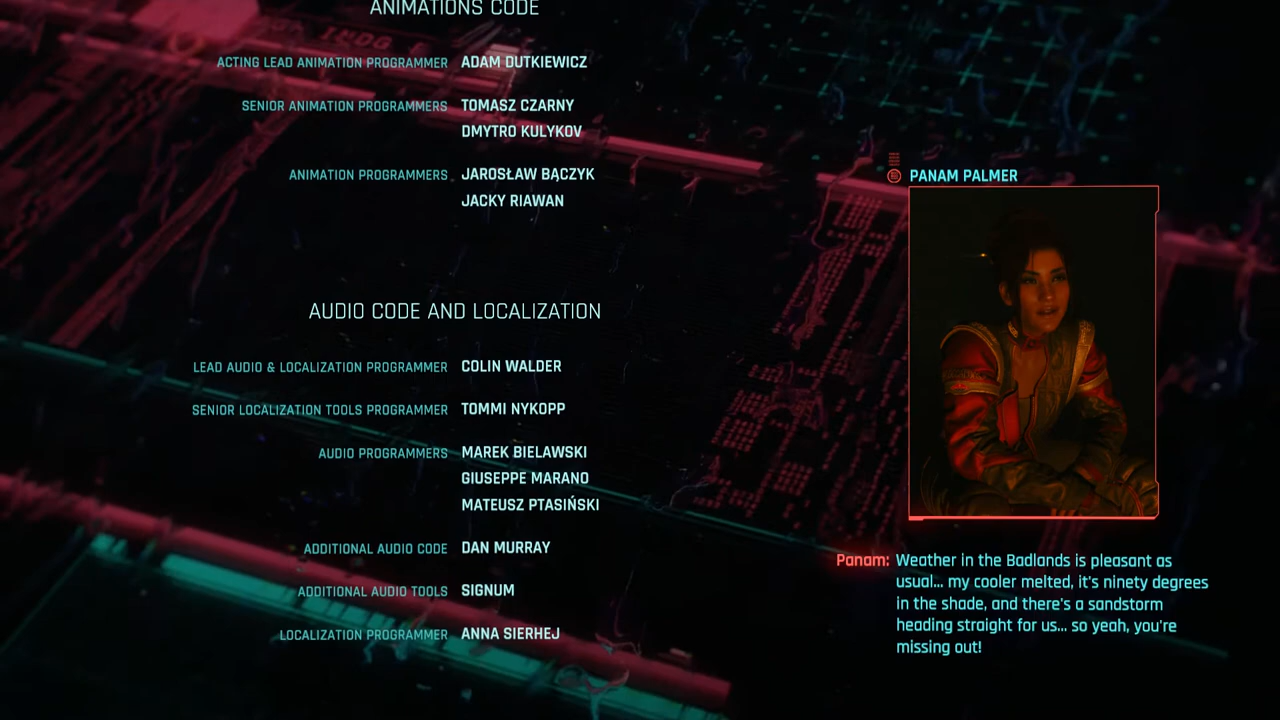 ANIMATIONS CODE
ACTING LEAD ANIMATION PROGRAMMER ADAM DUTKIEWICZ
SENIOR ANIMATION PROGRAMMERS TOMASZ CZARNY
DMYTRO KULYKOV
ANIMATION PROGRAMMERS JAROSŁAW BĄCZYK
JACKY RIAWAN
AUDIO CODE AND LOCALIZATION
LEAD AUDIO & LOCALIZATION PROGRAMMER COLIN WALDER
SENIOR LOCALIZATION TOOLS PROGRAMMER TOMMI NYKOPP
AUDIO PROGRAMMERS MAREK BIELAWSKI
GIUSEPPE MARANO
MATEUSZ PTASIŃSKI
ADDITIONAL AUDIO CODE DAN MURRAY
ADDITIONAL AUDIO TOOLS SIGNUM
LOCALIZATION PROGRAMMER ANNA SIERHEJ
PANAM PALMER
Panam: Weather in the Badlands is pleasant as
usual... my cooler melted, it's ninety degrees
in the shade, and there's a sandstorm
heading straight for us... so yeah, you're
missing out!